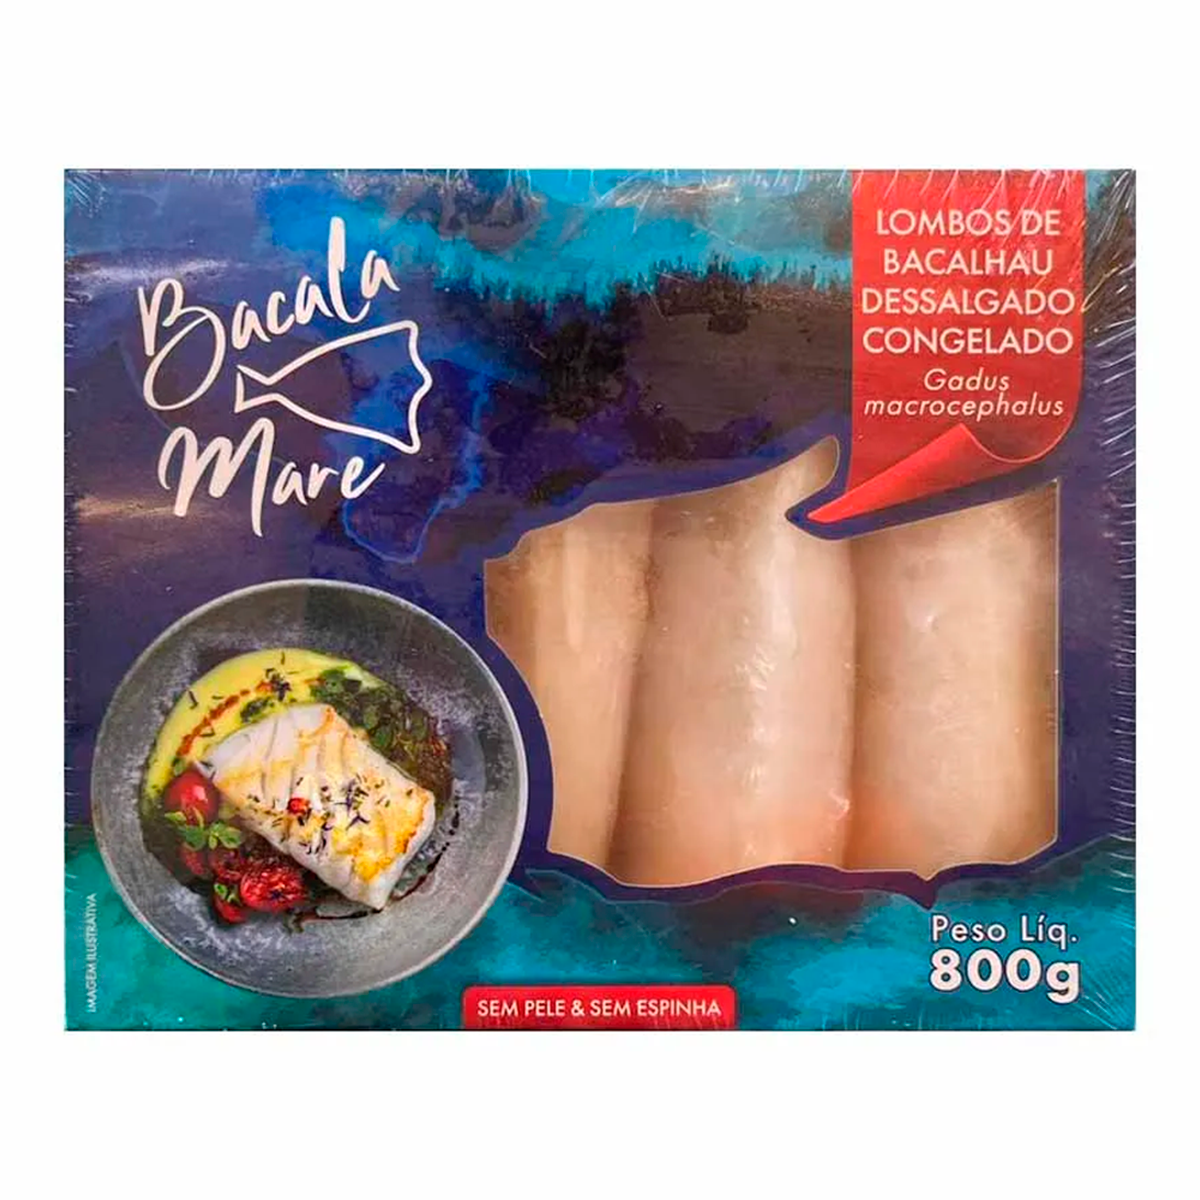 Bacala
Mare
LOMBOS DE
BACALHAU
DESSALGADO
CONGELADO
Gadus
macrocephalus
IMAGEM ILUSTRATIVA
SEM PELE & SEM ESPINHA
Peso Líq.
800g